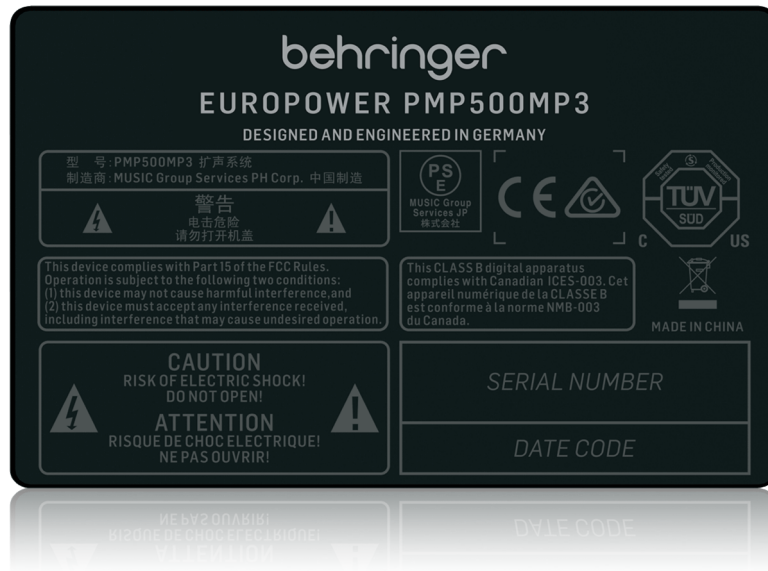 behringer
EUROPOWER PMP500MP3
DESIGNED AND ENGINEERED IN GERMANY
型 号:PMP500MP3 扩声系统
制造商:MUSIC Group Services PH Corp. 中国制造
警告
电击危险
请勿打开机盖
PS
E
MUSIC Group
Services JP
株式会社
CE
TÜV
SÜD
C US
This device complies with Part 15 of the FCC Rules.
Operation is subject to the following two conditions:
(1) this device may not cause harmful interference,and
(2) this device must accept any interference received,
including interference that may cause undesired operation.
This CLASS B digital apparatus
complies with Canadian ICES-003. Cet
appareil numérique de la CLASSE B
est conforme à la norme NMB-003
du Canada.
MADE IN CHINA
CAUTION
RISK OF ELECTRIC SHOCK!
DO NOT OPEN!
ATTENTION
RISQUE DE CHOC ELECTRIQUE!
NE PAS OUVRIR!
SERIAL NUMBER
DATE CODE